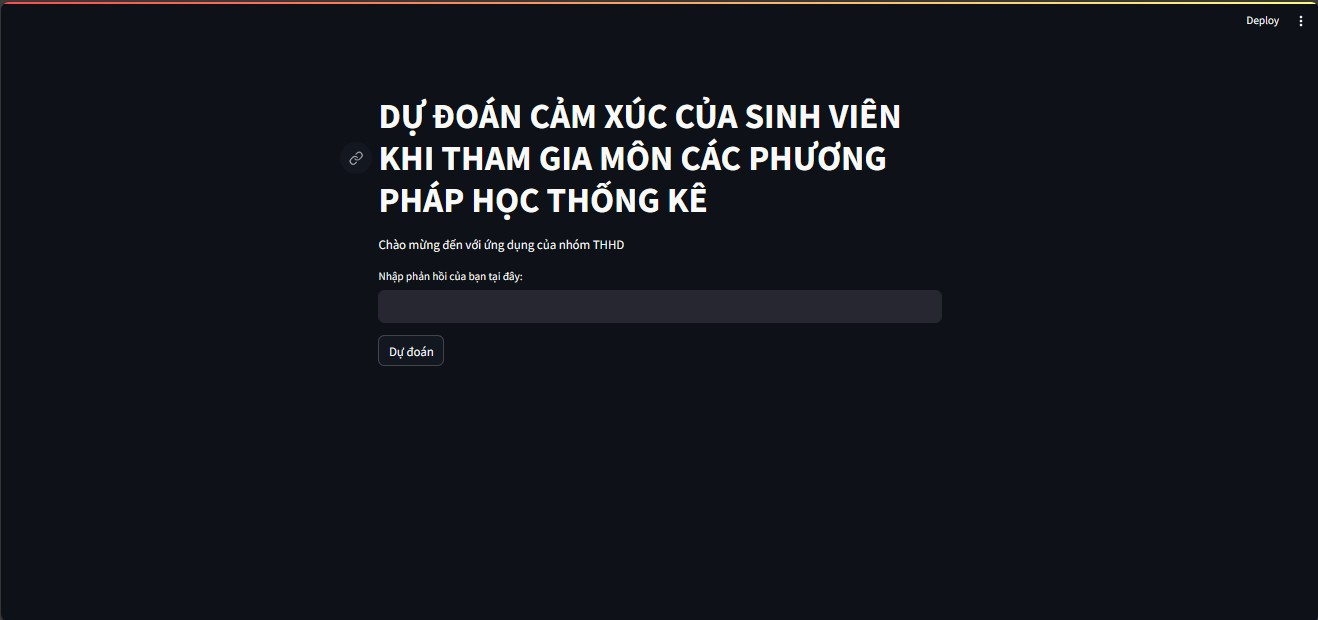 Deploy
DỰ ĐOÁN CẢM XÚC CỦA SINH VIÊN
KHI THAM GIA MÔN CÁC PHƯƠNG
PHÁP HỌC THỐNG KÊ
Chào mừng đến với ứng dụng của nhóm THHD
Nhập phản hồi của bạn tại đây:
Dự đoán